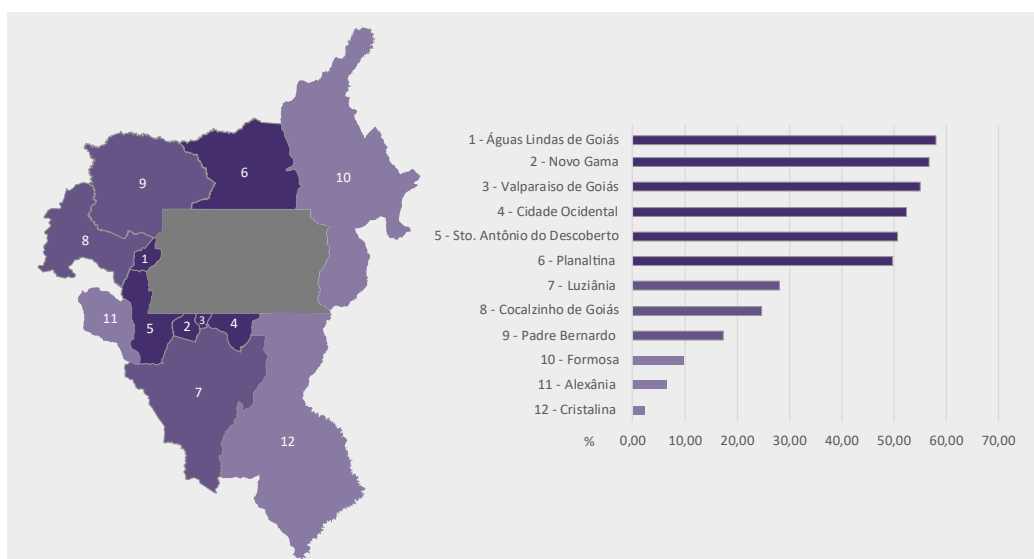 10
6
9
8
1
11
5
2
3
4
7
12
1 - Águas Lindas de Goiás
2 - Novo Gama
3 - Valparaiso de Goiás
4 - Cidade Ocidental
5 - Sto. Antônio do Descoberto
6 - Planaltina
7 - Luziânia
8 - Cocalzinho de Goiás
9 - Padre Bernardo
10 - Formosa
11 - Alexânia
12 - Cristalina
% 0,00 10,00 20,00 30,00 40,00 50,00 60,00 70,00